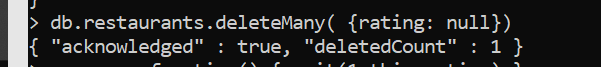 > db.restaurants.deleteMany( {rating: null})
{ "acknowledged" : true, "deletedCount" : 1 }